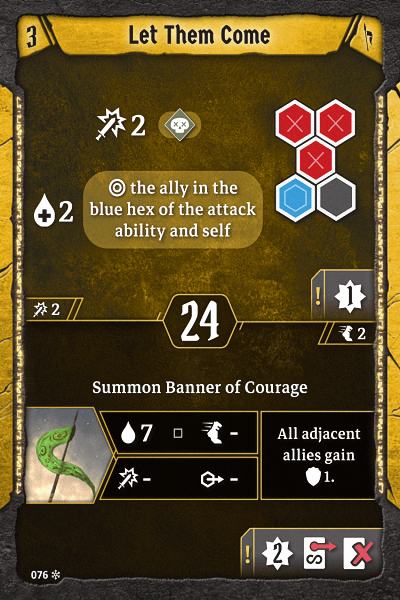 3
Let Them Come
2
2
the ally in the
blue hex of the attack
ability and self
! 1
2
24
2
Summon Banner of Courage
7 -
- -
All adjacent
allies gain
1.
! 2
076